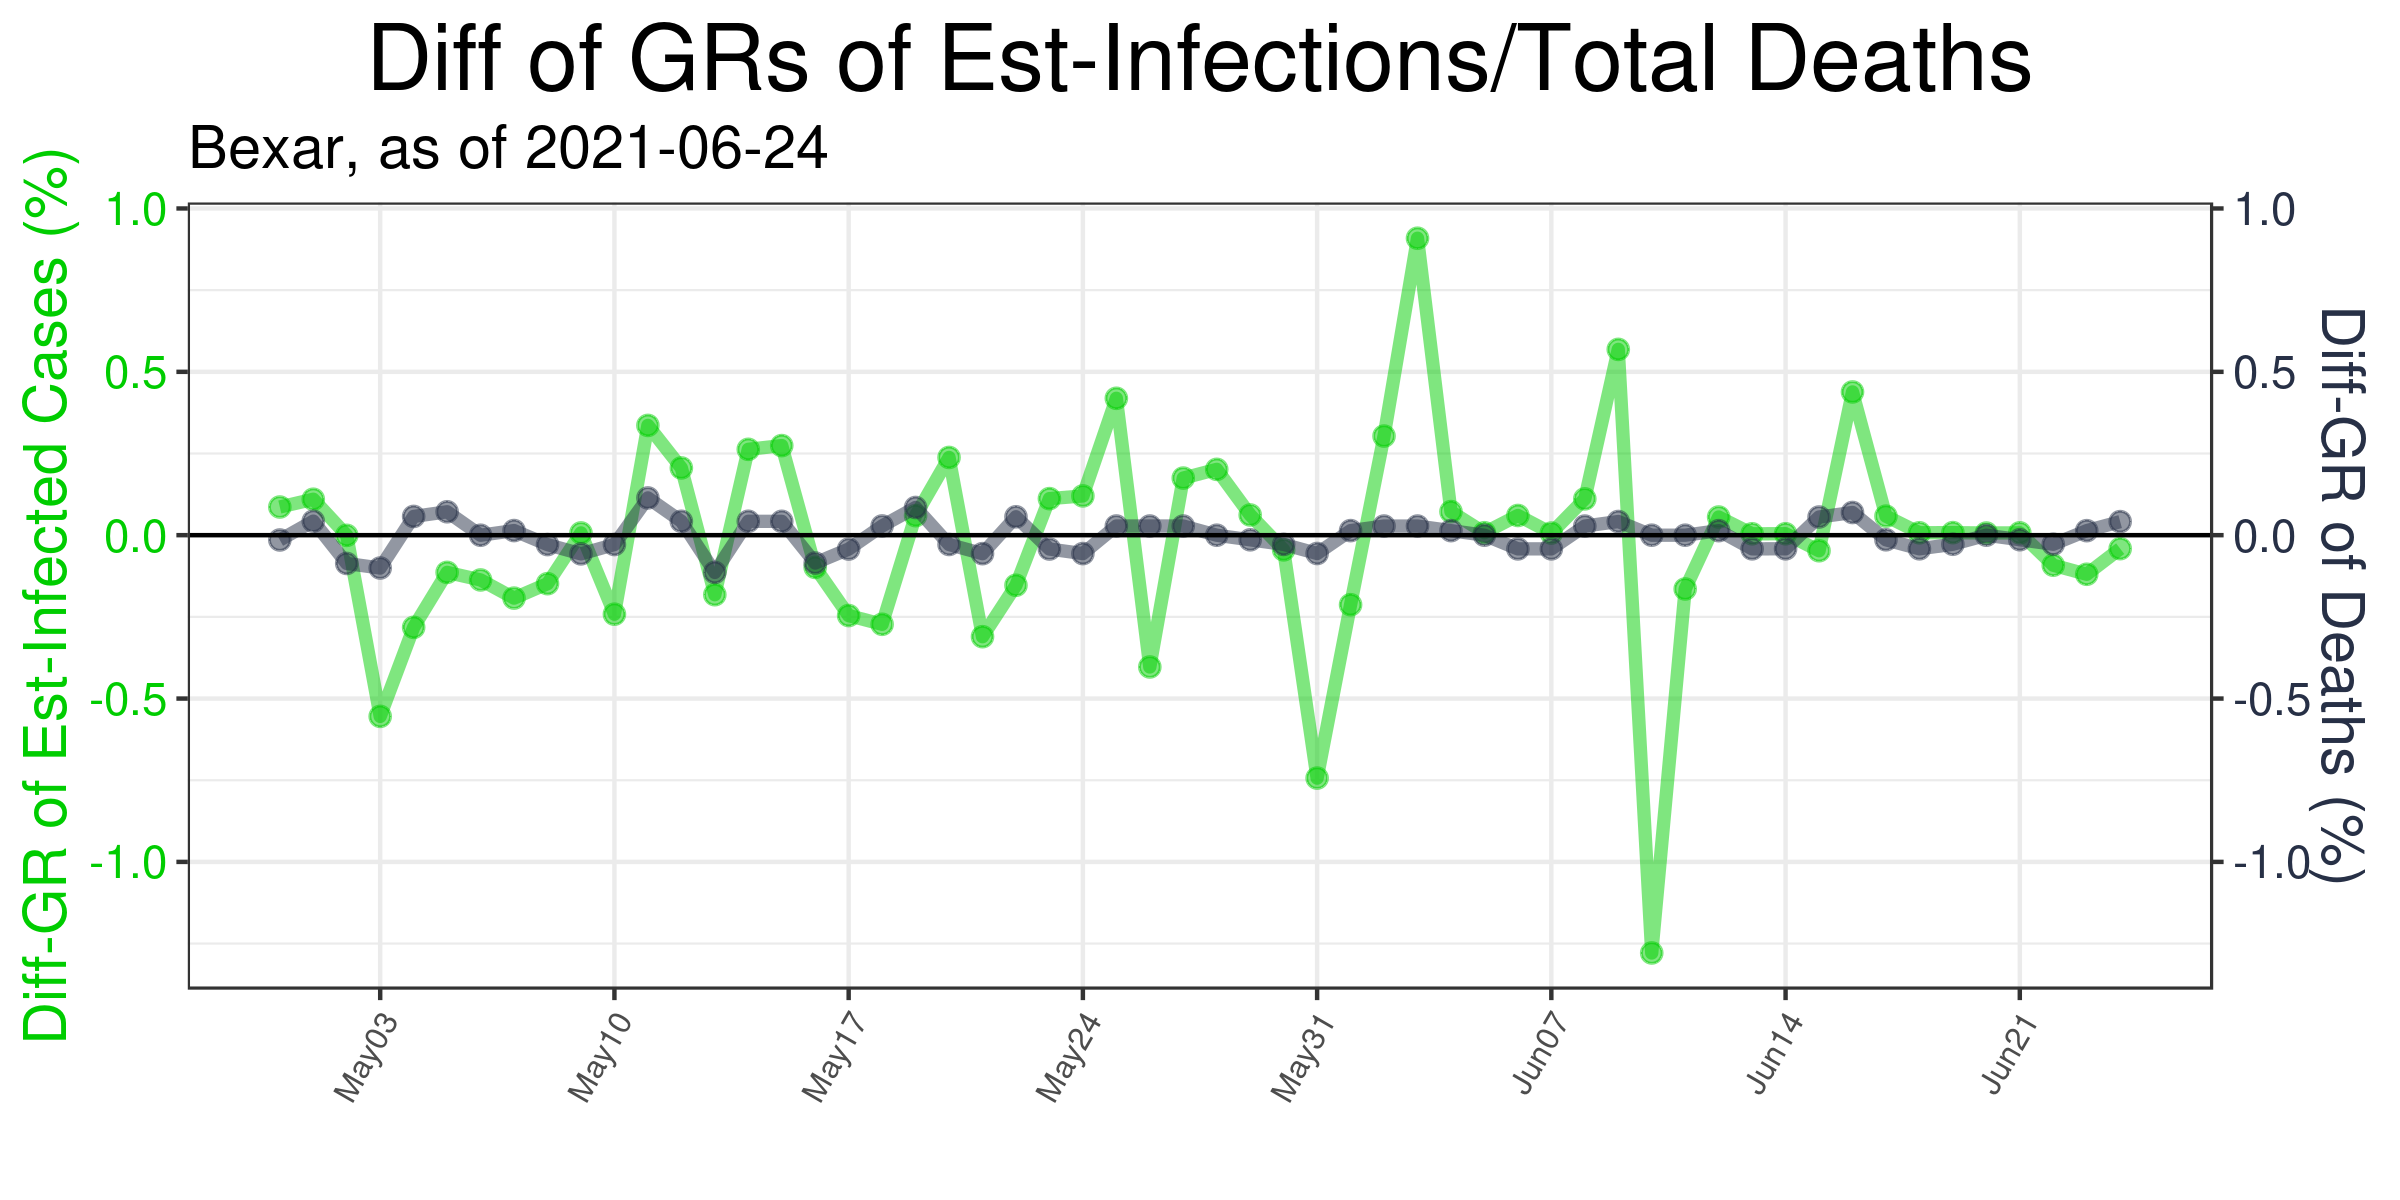 Diff of GRs of Est-Infections/Total Deaths
Bexar, as of 2021-06-24
Diff-GR of Est-Infected Cases (%)
1.0
0.5
0.0
-0.5
-1.0
1.0
0.5
0.0
-0.5
-1.0
Diff-GR of Deaths (%)
May03
May10
May17
May24
May31
Jun07
Jun14
Jun21